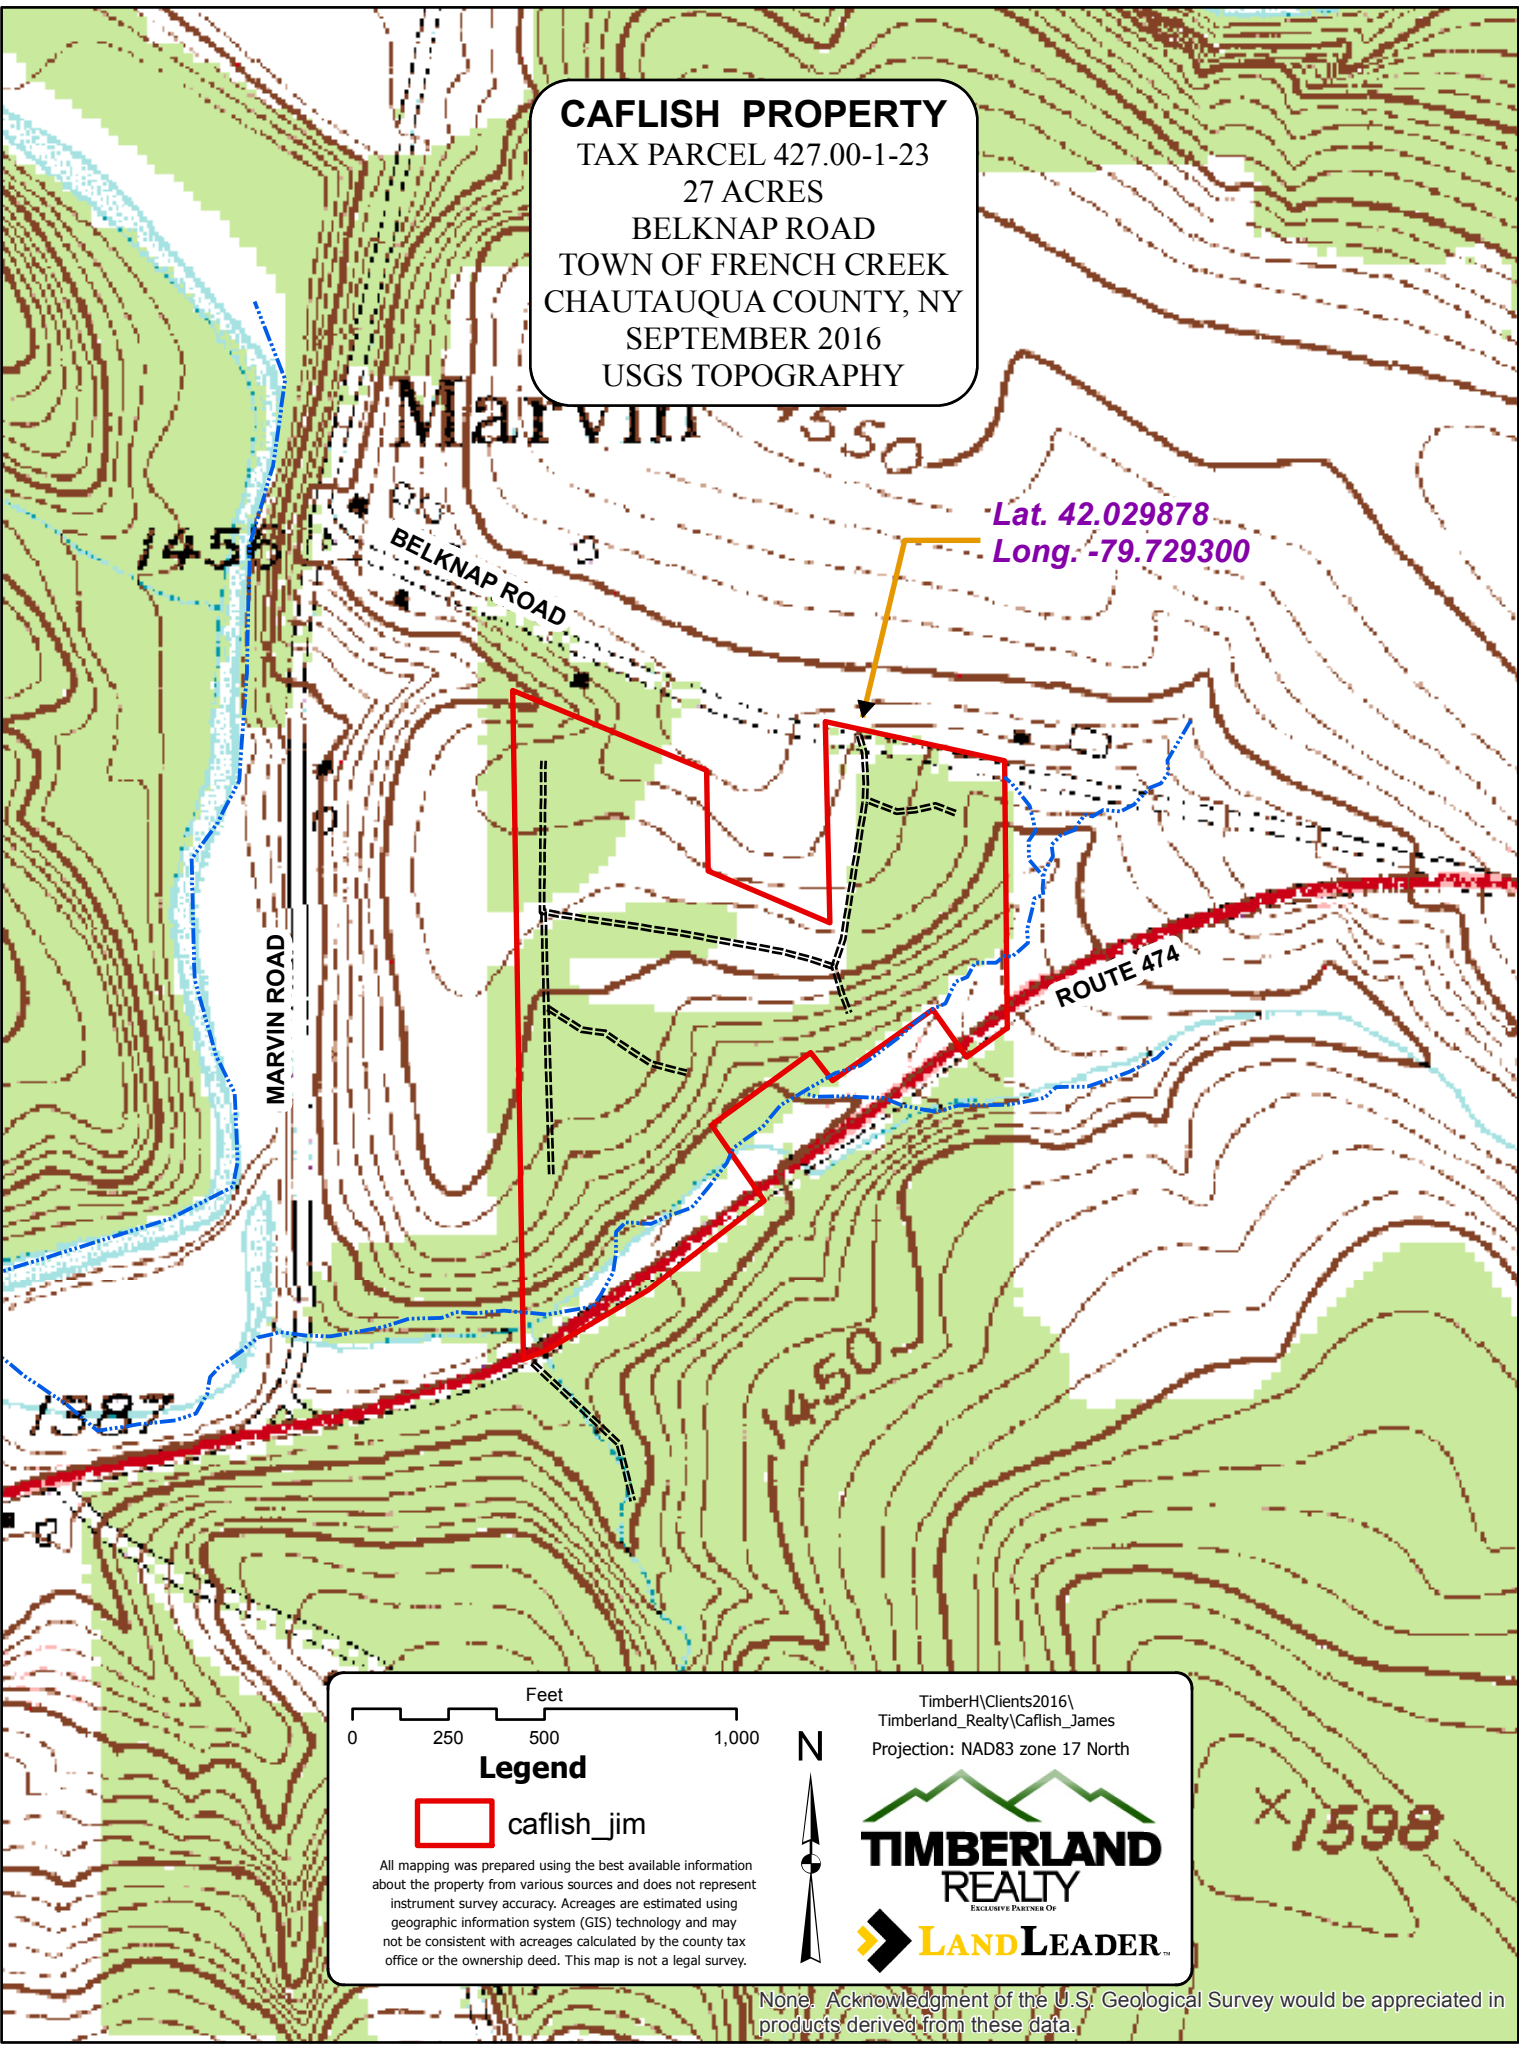 CAFLISH PROPERTY
TAX PARCEL 427.00-1-23
27 ACRES
BELKNAP ROAD
TOWN OF FRENCH CREEK
CHAUTAUQUA COUNTY, NY
SEPTEMBER 2016
USGS TOPOGRAPHY
Marvin
1550
Lat. 42.029878
Long. -79.729300
1456
BELKNAP ROAD
MARVIN ROAD
ROUTE 474
1450
1387
Feet
0 250 500 1,000
Legend
caflish_jim
All mapping was prepared using the best available information
about the property from various sources and does not represent
instrument survey accuracy. Acreages are estimated using
geographic information system (GIS) technology and may
not be consistent with acreages calculated by the county tax
office or the ownership deed. This map is not a legal survey.
N
TimberH\Clients2016\
Timberland_Realty\Caflish_James
Projection: NAD83 zone 17 North
TIMBERLAND
REALTY
EXCLUSIVE PARTNER OF
LANDLEADER™
×1598
None. Acknowledgment of the U.S. Geological Survey would be appreciated in
products derived from these data.